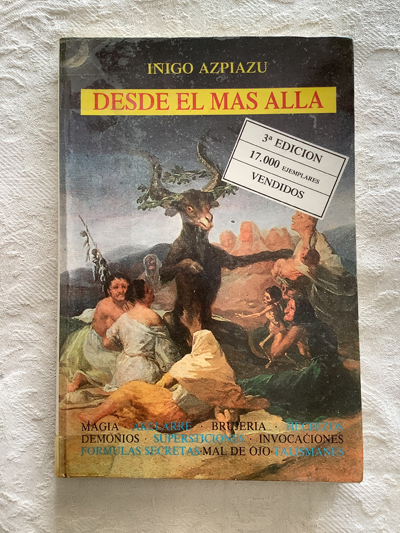 IÑIGO AZPIAZU
DESDE EL MAS ALLA
3ª EDICION
17.000 EJEMPLARES
VENDIDOS
MAGIA · AKELARRE · BRUJERIA · HECHIZOS
DEMONIOS · SUPERSTICIONES · INVOCACIONES
FORMULAS SECRETAS · MAL DE OJO · TALISMANES